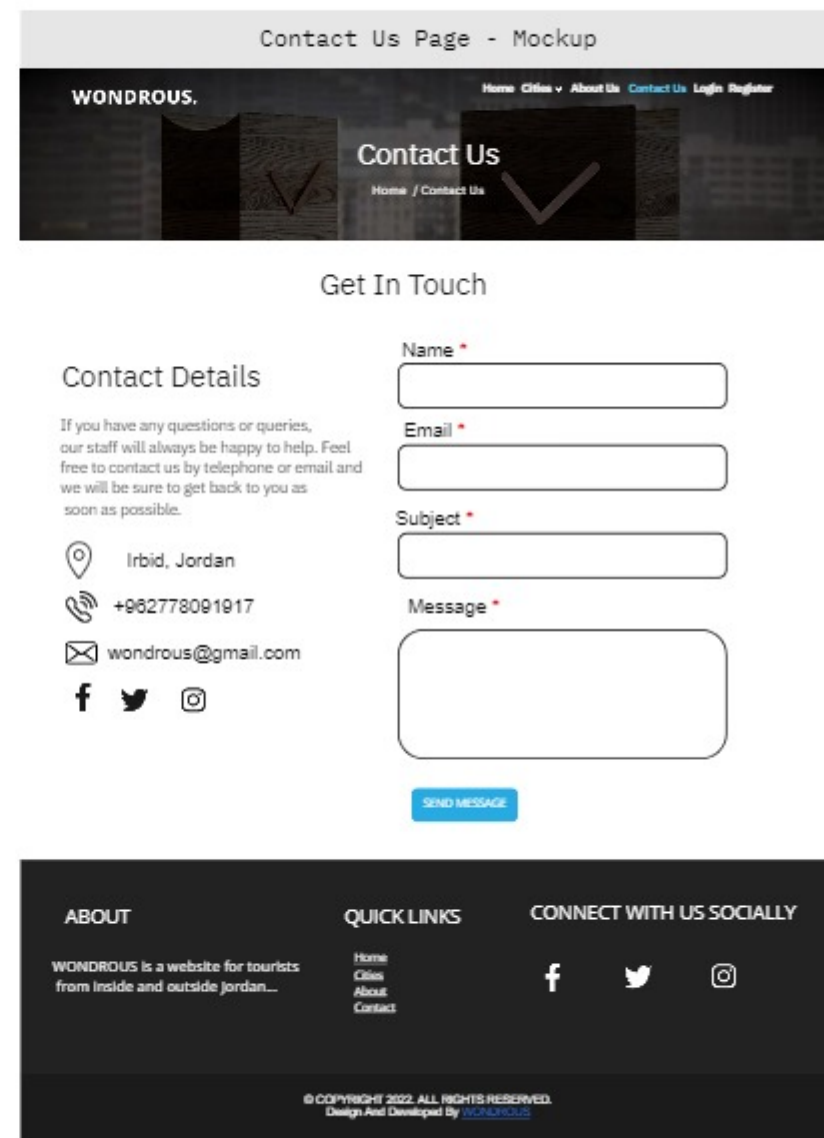 Contact Us Page - Mockup
WONDROUS.
Home Cities About Us Contact Us Login Register
Contact Us
Home / Contact Us
Get In Touch
Contact Details
If you have any questions or queries,
our staff will always be happy to help. Feel
free to contact us by telephone or email and
we will be sure to get back to you as
soon as possible.
Irbid, Jordan
+962778091917
wondrous@gmail.com
Name *
Email *
Subject *
Message *
SEND MESSAGE
ABOUT
WONDROUS is a website for tourists
from inside and outside Jordan...
QUICK LINKS
Home
Cities
About
Contact
CONNECT WITH US SOCIALLY
© COPYRIGHT 2022. ALL RIGHTS RESERVED.
Design And Developed By WONDROUS